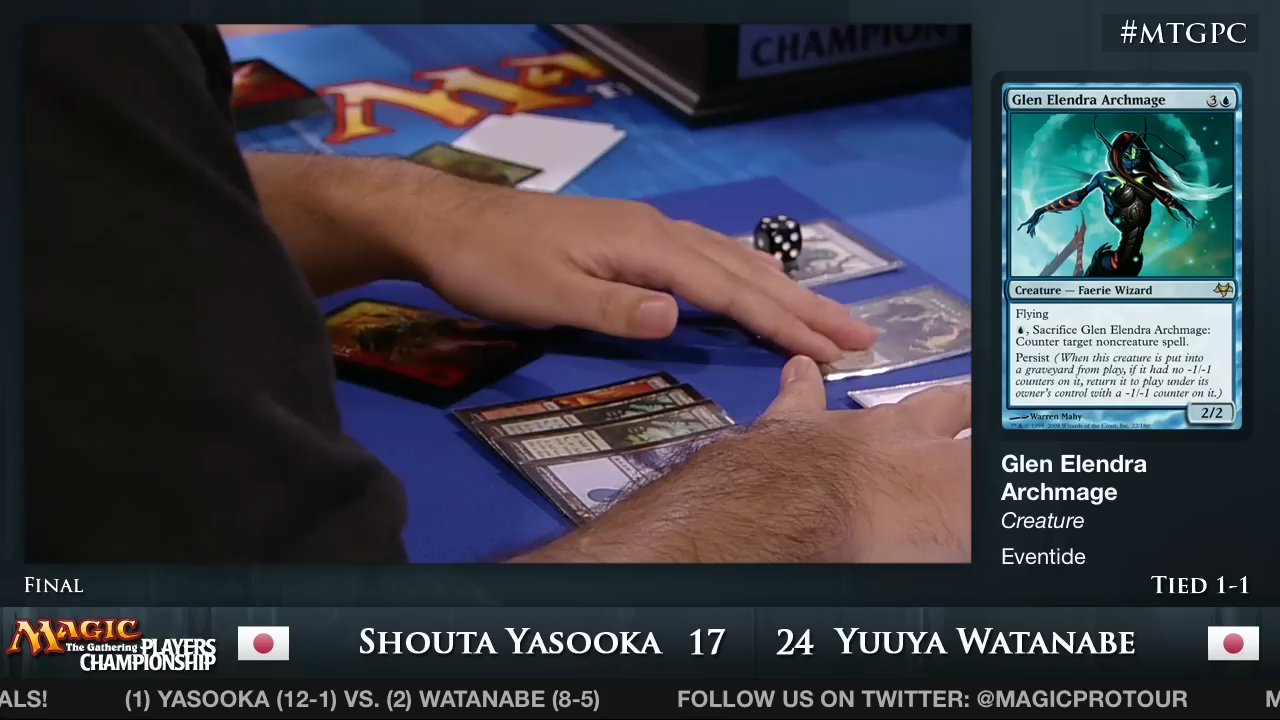 #MTGPC
CHAMPION
Glen Elendra Archmage 3
Creature — Faerie Wizard
Flying
, Sacrifice Glen Elendra Archmage:
Counter target noncreature spell.
Persist (When this creature is put into
a graveyard from play, if it had no -1/-1
counters on it, return it to play under its
owner's control with a -1/-1 counter on it.)
Warren Mahy
2/2
Glen Elendra
Archmage
Creature
Eventide
FINAL
TIED 1-1
MAGIC
The Gathering
PLAYERS
CHAMPIONSHIP
SHOUTA YASOOKA 17
24 YUUYA WATANABE
ALS! (1) YASOOKA (12-1) VS. (2) WATANABE (8-5) FOLLOW US ON TWITTER: @MAGICPROTOUR M